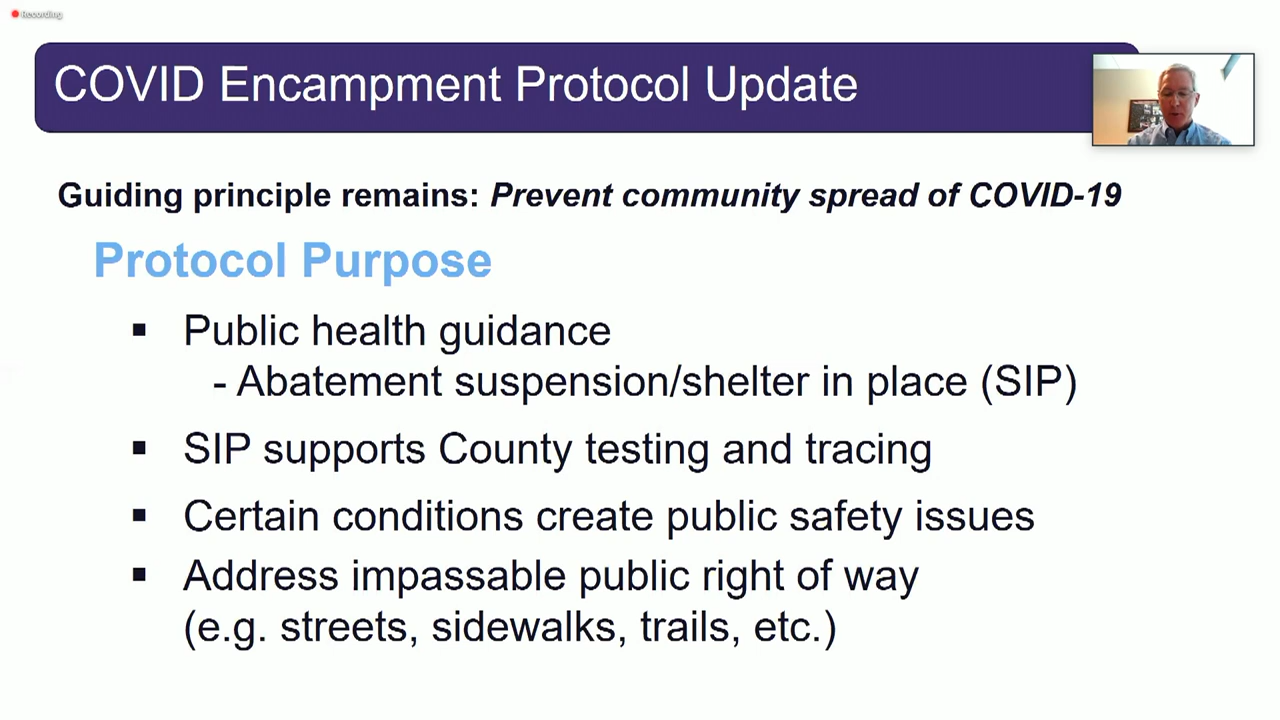 Recording
COVID Encampment Protocol Update
Guiding principle remains: Prevent community spread of COVID-19
Protocol Purpose
▪ Public health guidance
- Abatement suspension/shelter in place (SIP)
▪ SIP supports County testing and tracing
▪ Certain conditions create public safety issues
▪ Address impassable public right of way
(e.g. streets, sidewalks, trails, etc.)